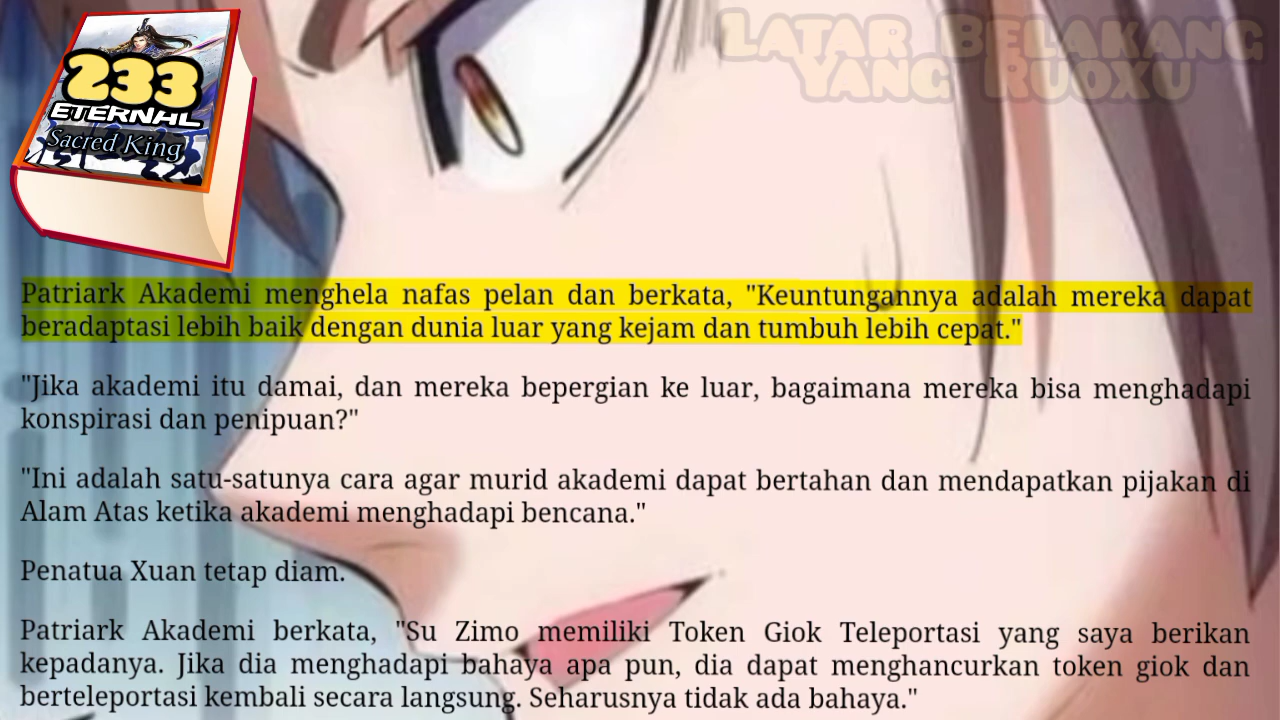 LATAR BELAKANG
YANG RUOXU
233
ETERNAL
Sacred King
Patriark Akademi menghela nafas pelan dan berkata, "Keuntungannya adalah mereka dapat
beradaptasi lebih baik dengan dunia luar yang kejam dan tumbuh lebih cepat."
"Jika akademi itu damai, dan mereka bepergian ke luar, bagaimana mereka bisa menghadapi
konspirasi dan penipuan?"
"Ini adalah satu-satunya cara agar murid akademi dapat bertahan dan mendapatkan pijakan di
Alam Atas ketika akademi menghadapi bencana."
Penatua Xuan tetap diam.
Patriark Akademi berkata, "Su Zimo memiliki Token Giok Teleportasi yang saya berikan
kepadanya. Jika dia menghadapi bahaya apa pun, dia dapat menghancurkan token giok dan
berteleportasi kembali secara langsung. Seharusnya tidak ada bahaya."